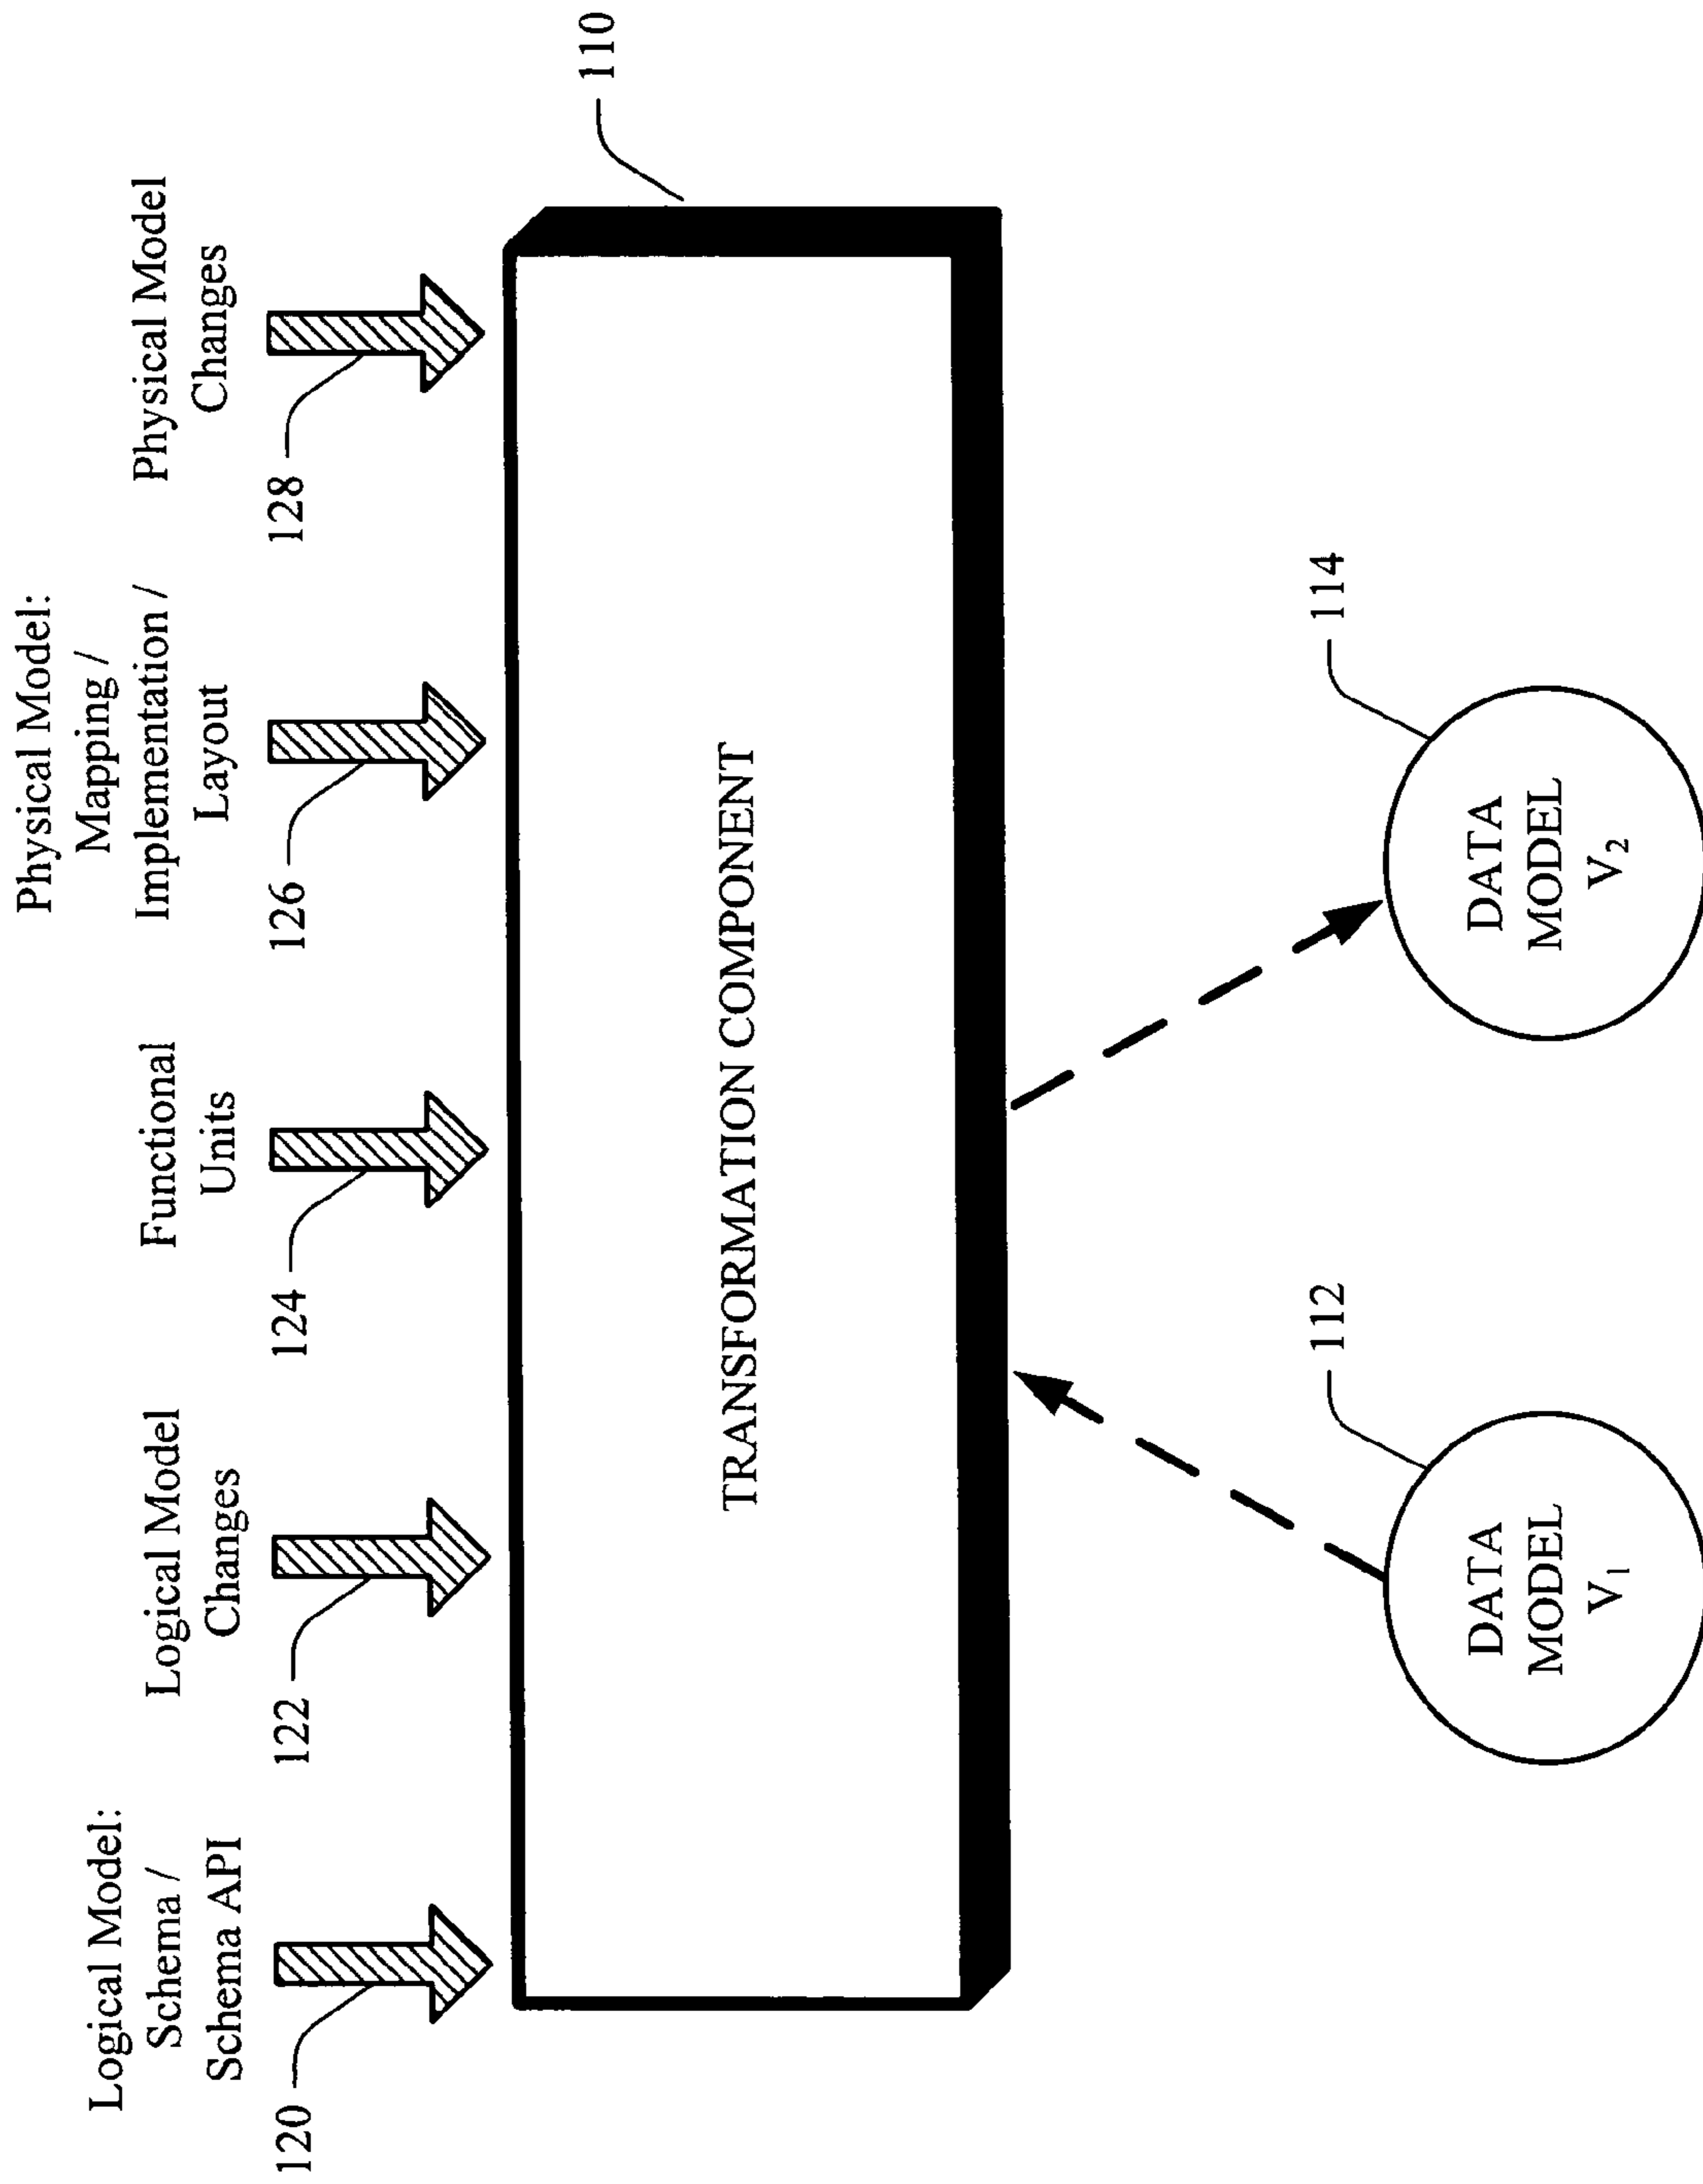 Logical Model:
Schema /
Schema API
120
Logical Model
Changes
122
Functional
Units
124
Physical Model:
Mapping /
Implementation /
Layout
126
Physical Model
Changes
128
110
TRANSFORMATION COMPONENT
112
DATA
MODEL
V₁
114
DATA
MODEL
V₂